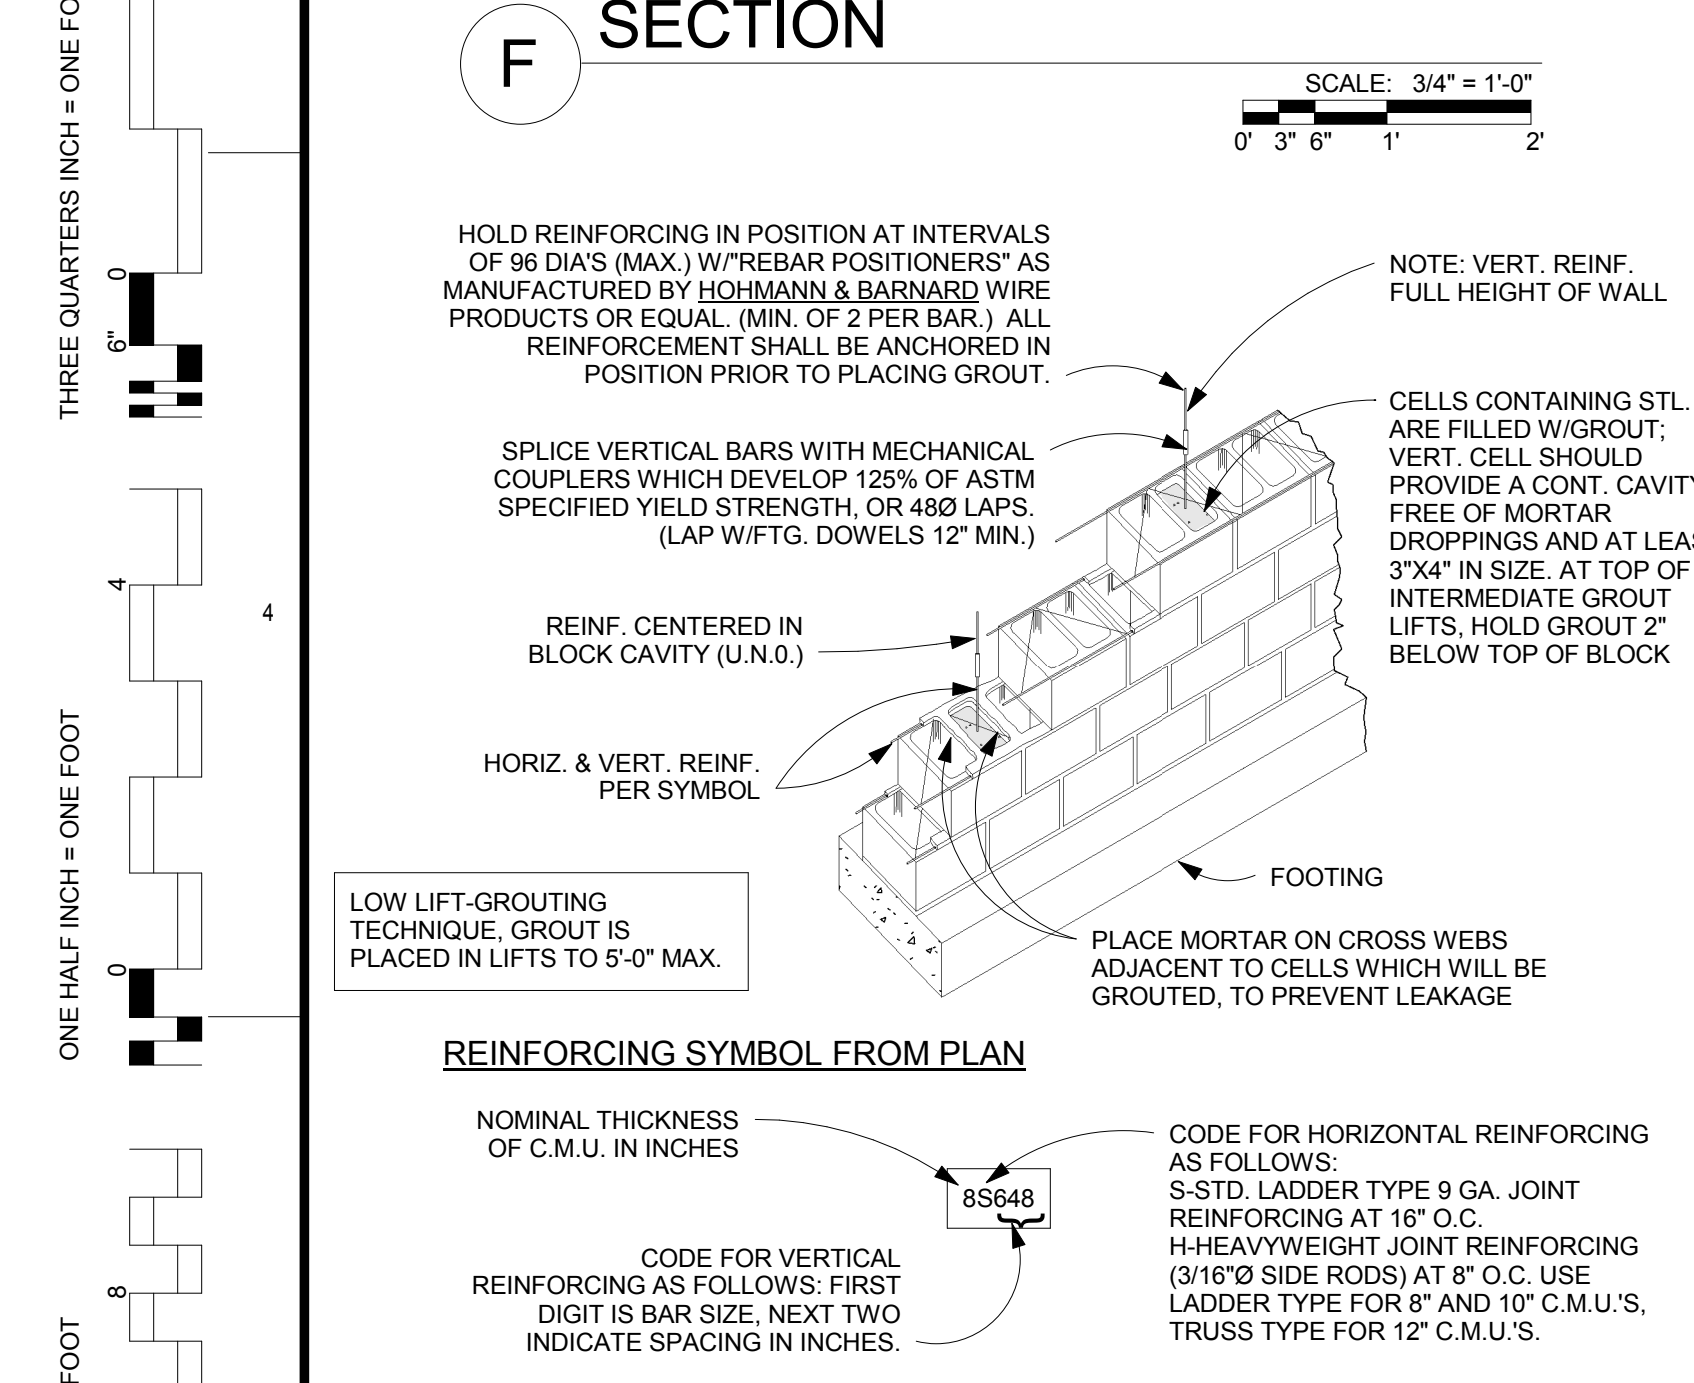 SECTION
F
SCALE: 3/4" = 1'-0"
0' 3" 6" 1' 2'
HOLD REINFORCING IN POSITION AT INTERVALS
OF 96 DIA'S (MAX.) W/"REBAR POSITIONERS" AS
MANUFACTURED BY HOHMANN & BARNARD WIRE
PRODUCTS OR EQUAL. (MIN. OF 2 PER BAR.) ALL
REINFORCEMENT SHALL BE ANCHORED IN
POSITION PRIOR TO PLACING GROUT.
NOTE: VERT. REINF.
FULL HEIGHT OF WALL
SPLICE VERTICAL BARS WITH MECHANICAL
COUPLERS WHICH DEVELOP 125% OF ASTM
SPECIFIED YIELD STRENGTH, OR 48Ø LAPS.
(LAP W/FTG. DOWELS 12" MIN.)
CELLS CONTAINING STL.
ARE FILLED W/GROUT;
VERT. CELL SHOULD
PROVIDE A CONT. CAVITY
FREE OF MORTAR
DROPPINGS AND AT LEAS
3"X4" IN SIZE. AT TOP OF
INTERMEDIATE GROUT
LIFTS, HOLD GROUT 2"
BELOW TOP OF BLOCK
REINF. CENTERED IN
BLOCK CAVITY (U.N.0.)
HORIZ. & VERT. REINF.
PER SYMBOL
FOOTING
LOW LIFT-GROUTING
TECHNIQUE, GROUT IS
PLACED IN LIFTS TO 5'-0" MAX.
PLACE MORTAR ON CROSS WEBS
ADJACENT TO CELLS WHICH WILL BE
GROUTED, TO PREVENT LEAKAGE
REINFORCING SYMBOL FROM PLAN
NOMINAL THICKNESS
OF C.M.U. IN INCHES
8S648
CODE FOR HORIZONTAL REINFORCING
AS FOLLOWS:
S-STD. LADDER TYPE 9 GA. JOINT
REINFORCING AT 16" O.C.
H-HEAVYWEIGHT JOINT REINFORCING
(3/16"Ø SIDE RODS) AT 8" O.C. USE
LADDER TYPE FOR 8" AND 10" C.M.U.'S,
TRUSS TYPE FOR 12" C.M.U.'S.
CODE FOR VERTICAL
REINFORCING AS FOLLOWS: FIRST
DIGIT IS BAR SIZE, NEXT TWO
INDICATE SPACING IN INCHES.
THREE QUARTERS INCH = ONE FO
0
6"
4
4
ONE HALF INCH = ONE FOOT
0
8
FOOT